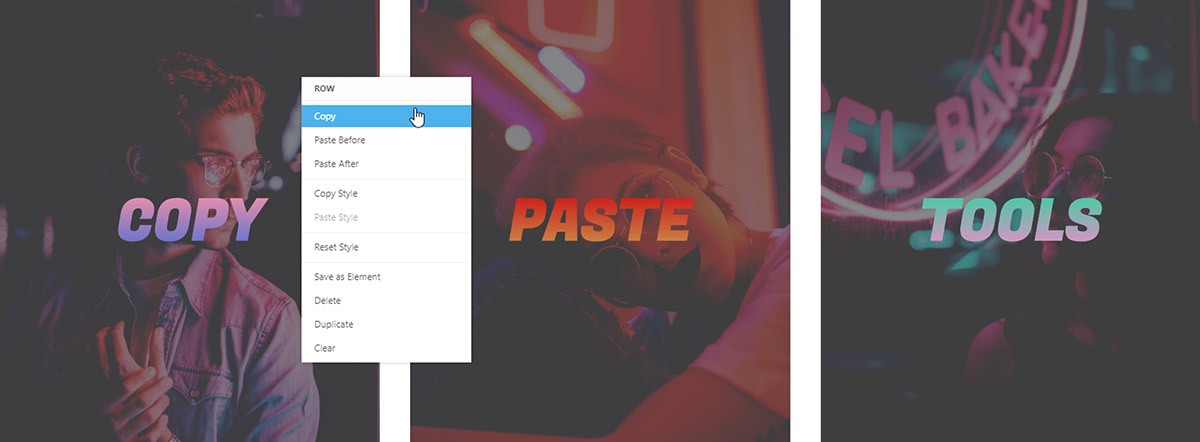 COPY
ROW
Copy
Paste Before
Paste After
Copy Style
Paste Style
Reset Style
Save as Element
Delete
Duplicate
Clear
PASTE
EL BAKER
TOOLS